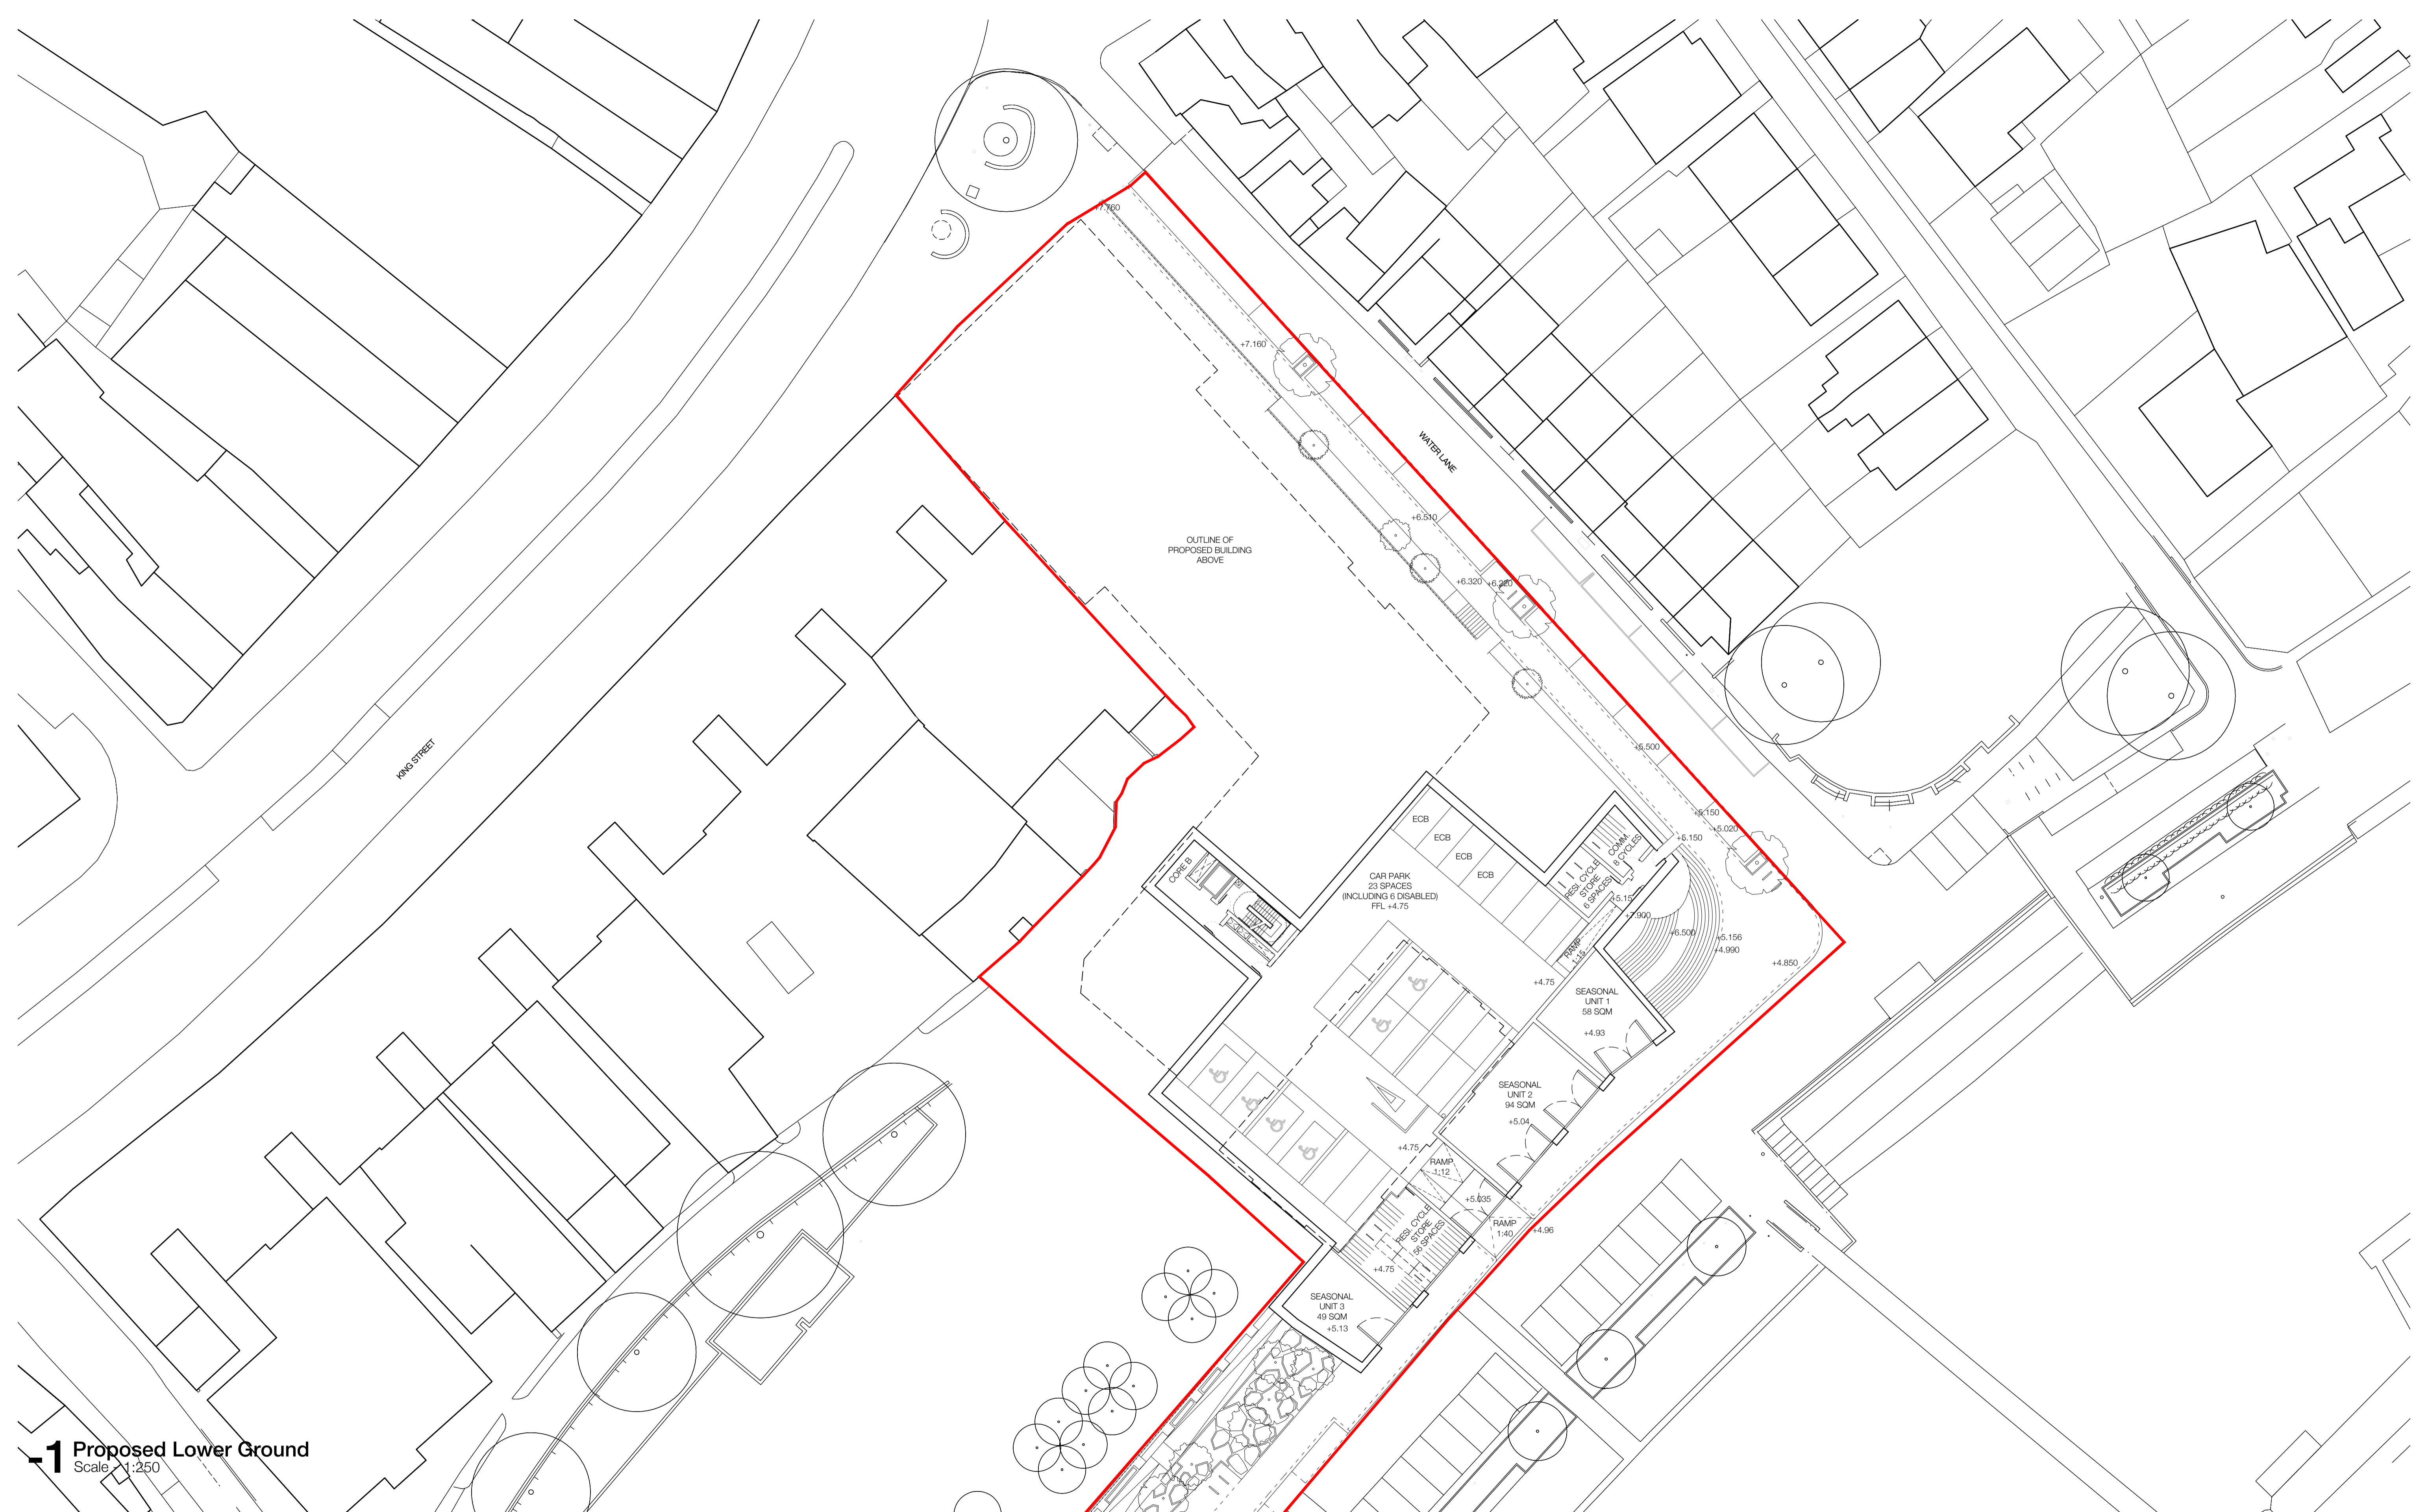 +7.760
+7.160
WATER LANE
+6.510
OUTLINE OF
PROPOSED BUILDING
ABOVE
+6.320
+6.220
+5.500
KING STREET
+5.150
+5.020
+5.150
ECB
ECB
ECB
ECB
COMM.
8 CYCLES
RESI. CYCLE
STORE
6 SPACES
CORE B
CAR PARK
23 SPACES
(INCLUDING 6 DISABLED)
FFL +4.75
+7.900
+6.500
+5.156
+4.990
+4.850
RAMP
1:15
+4.75
SEASONAL
UNIT 1
58 SQM
+4.93
SEASONAL
UNIT 2
94 SQM
+5.04
+4.75
RAMP
1:12
+5.035
RESI. CYCLE
STORE
56 SPACES
RAMP
1:40
+4.96
+4.75
SEASONAL
UNIT 3
49 SQM
+5.13
-1 Proposed Lower Ground
Scale - 1:250